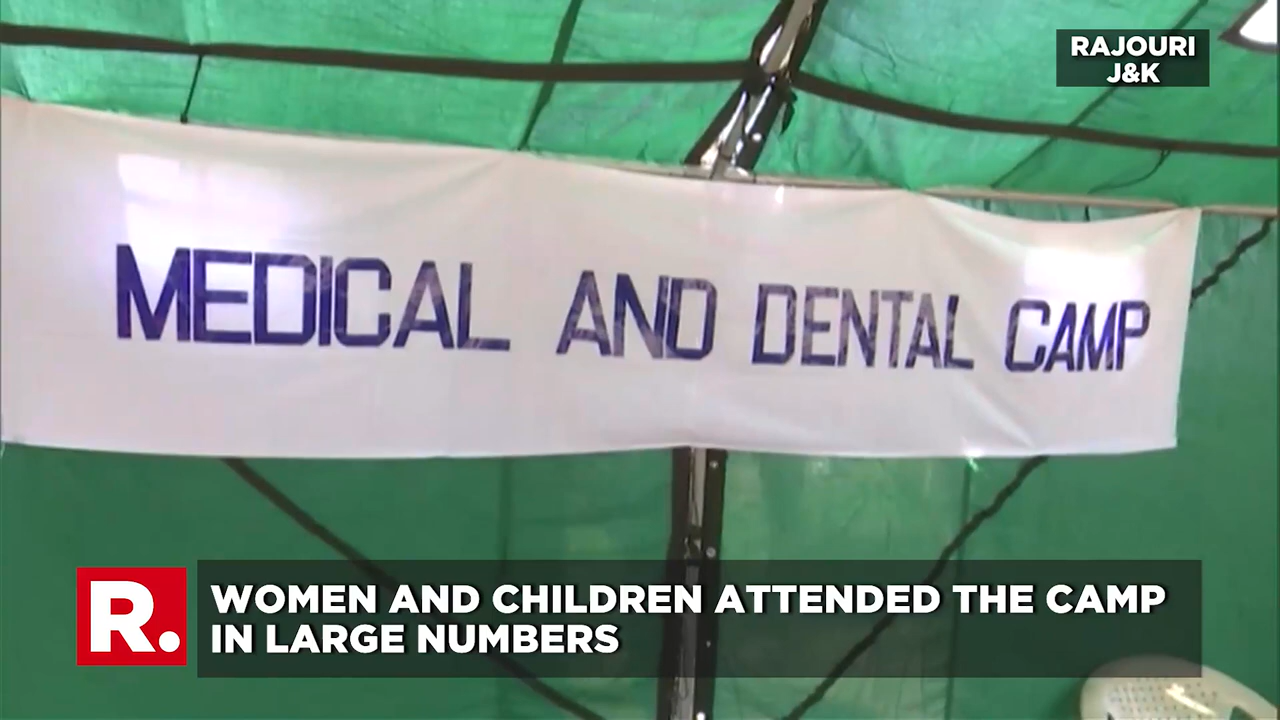 RAJOURI
J&K
MEDICAL AND DENTAL CAMP
R.
WOMEN AND CHILDREN ATTENDED THE CAMP
IN LARGE NUMBERS